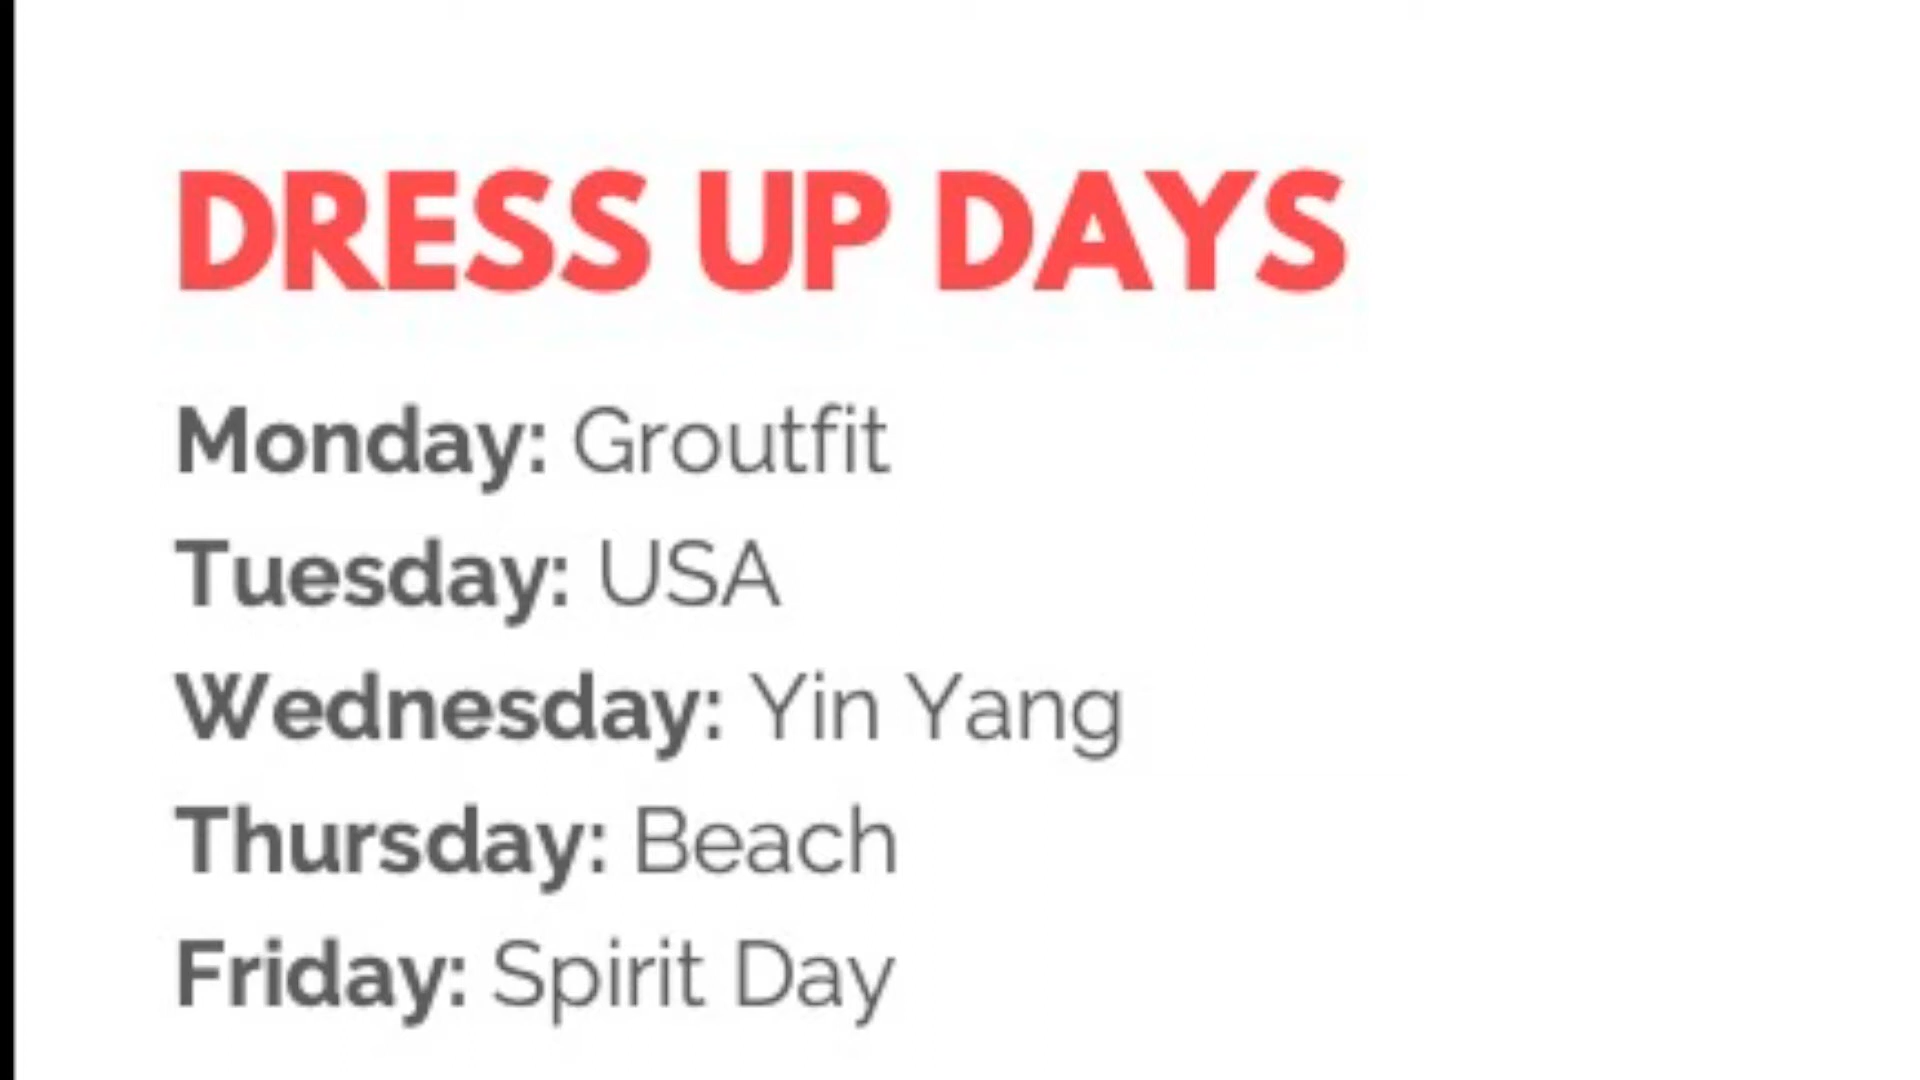 DRESS UP DAYS
Monday: Groutfit
Tuesday: USA
Wednesday: Yin Yang
Thursday: Beach
Friday: Spirit Day